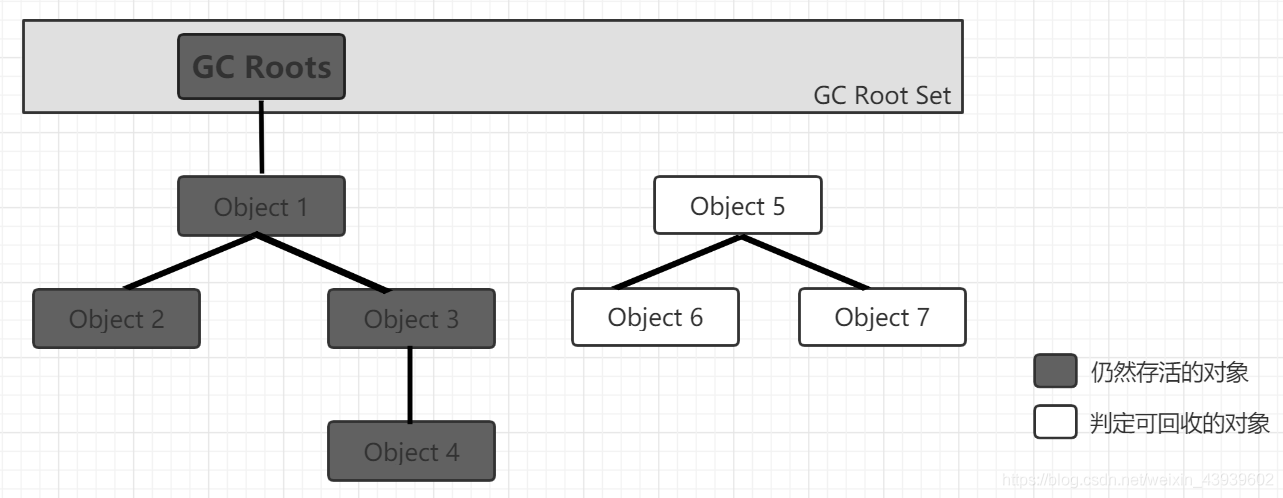 GC Roots
GC Root Set
Object 1
Object 5
Object 2
Object 3
Object 6
Object 7
仍然存活的对象
判定可回收的对象
Object 4
https://blog.csdn.net/weixin_43939602